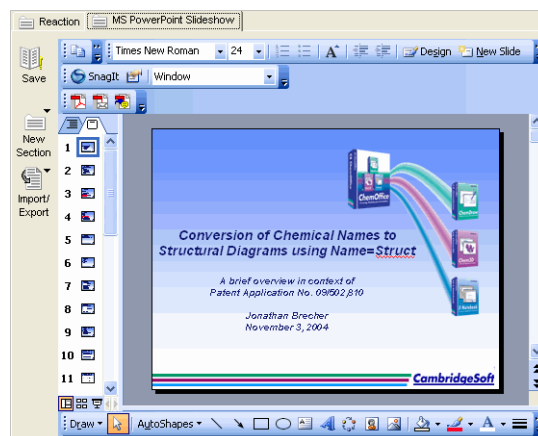 Reaction MS PowerPoint Slideshow
Save
Times New Roman 24 Design New Slide
SnagIt Window
New
Section
Import/
Export
1
2
3
4
5
6
7
8
9
10
11
ChemOffice
ChemDraw
Conversion of Chemical Names to
Structural Diagrams using Name=Struct
A brief overview in context of
Patent Application No. 09/502,810
Jonathan Brecher
November 3, 2004
CambridgeSoft
Draw AutoShapes